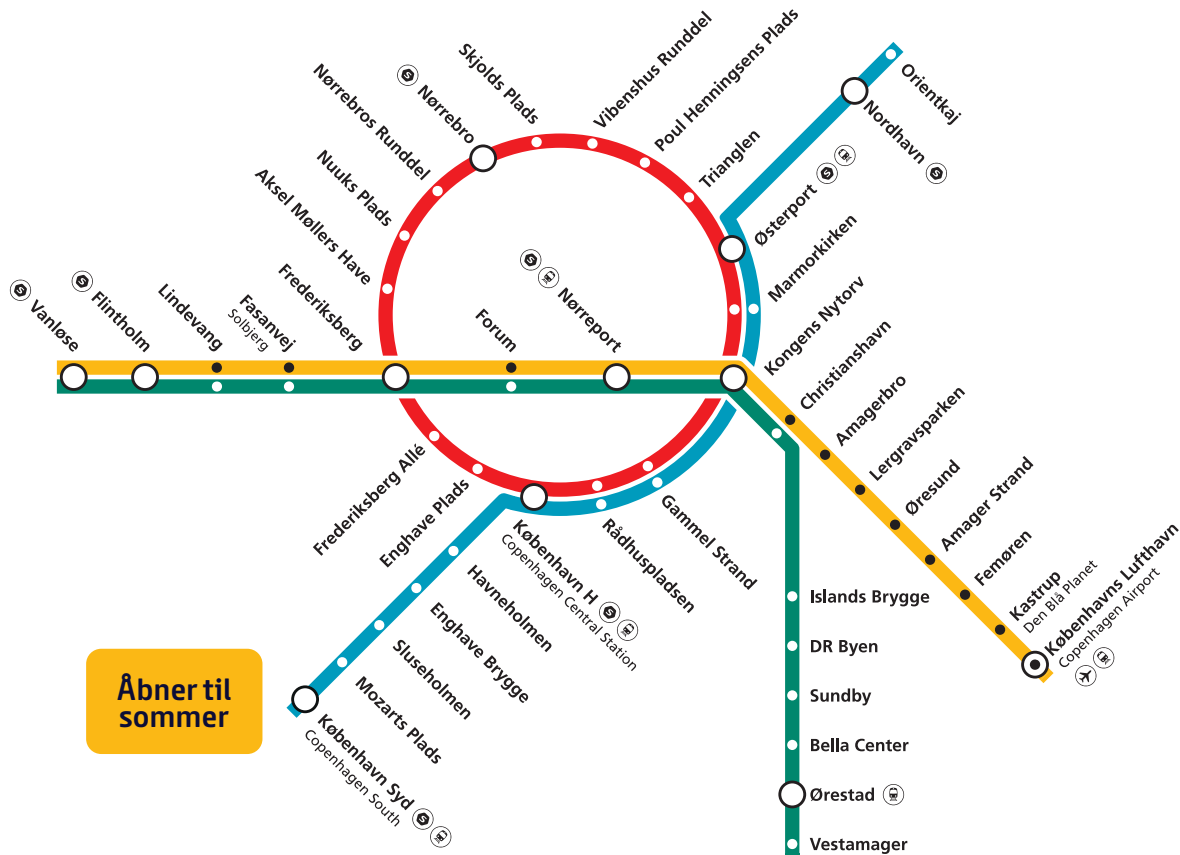 Orientkaj
Nordhavn
Østerport
Marmorkirken
Kongens Nytorv
Christianshavn
Amagerbro
Lergravsparken
Øresund
Amager Strand
Femøren
Kastrup
Den Blå Planet
Københavns Lufthavn
Copenhagen Airport
Trianglen
Poul Henningsens Plads
Vibenshus Runddel
Skjolds Plads
Nørrebro
Nørrebros Runddel
Nuuks Plads
Aksel Møllers Have
Frederiksberg
Fasanvej
Solbjerg
Lindevang
Flintholm
Vanløse
Forum
Nørreport
Frederiksberg Allé
Enghave Plads
København H
Copenhagen Central Station
Rådhuspladsen
Gammel Strand
Havneholmen
Enghave Brygge
Sluseholmen
Mozarts Plads
København Syd
Copenhagen South
Islands Brygge
DR Byen
Sundby
Bella Center
Ørestad
Vestamager
Åbner til
sommer